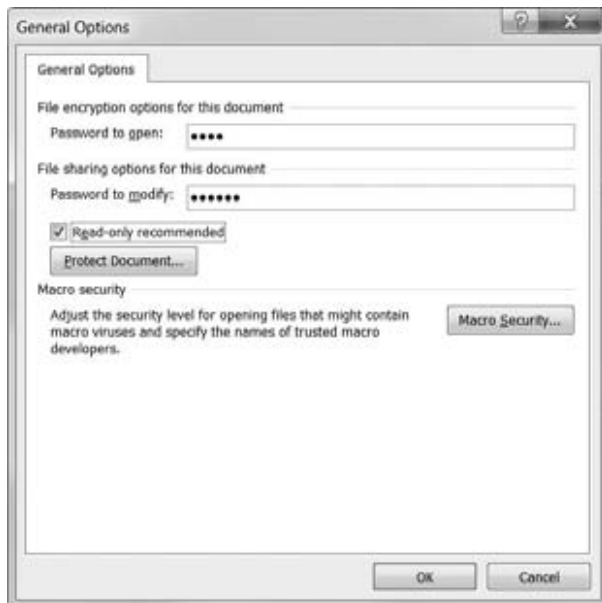 General Options
General Options
File encryption options for this document
Password to open: ••••
File sharing options for this document
Password to modify: ••••••
Read-only recommended
Protect Document...
Macro security
Adjust the security level for opening files that might contain
macro viruses and specify the names of trusted macro
developers.
Macro Security...
OK
Cancel